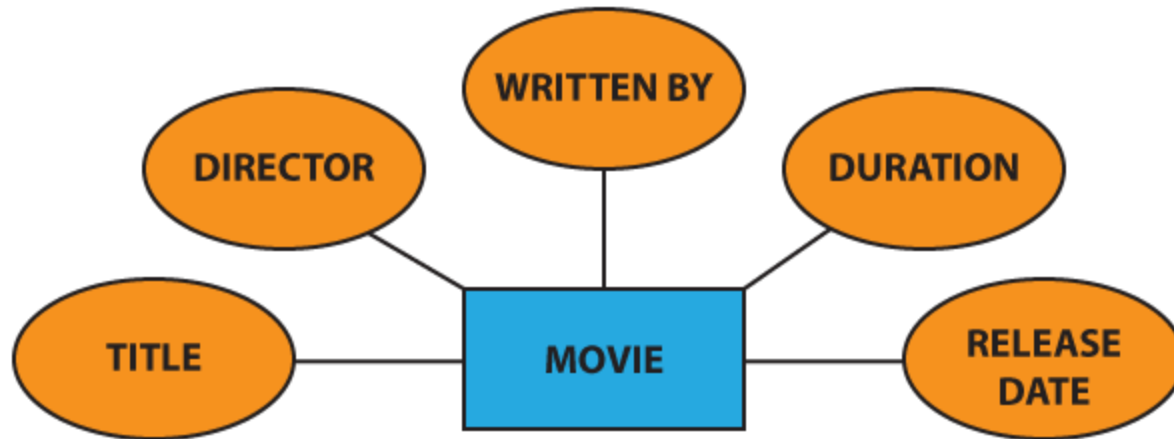 WRITTEN BY
DIRECTOR
DURATION
TITLE
MOVIE
RELEASE
DATE